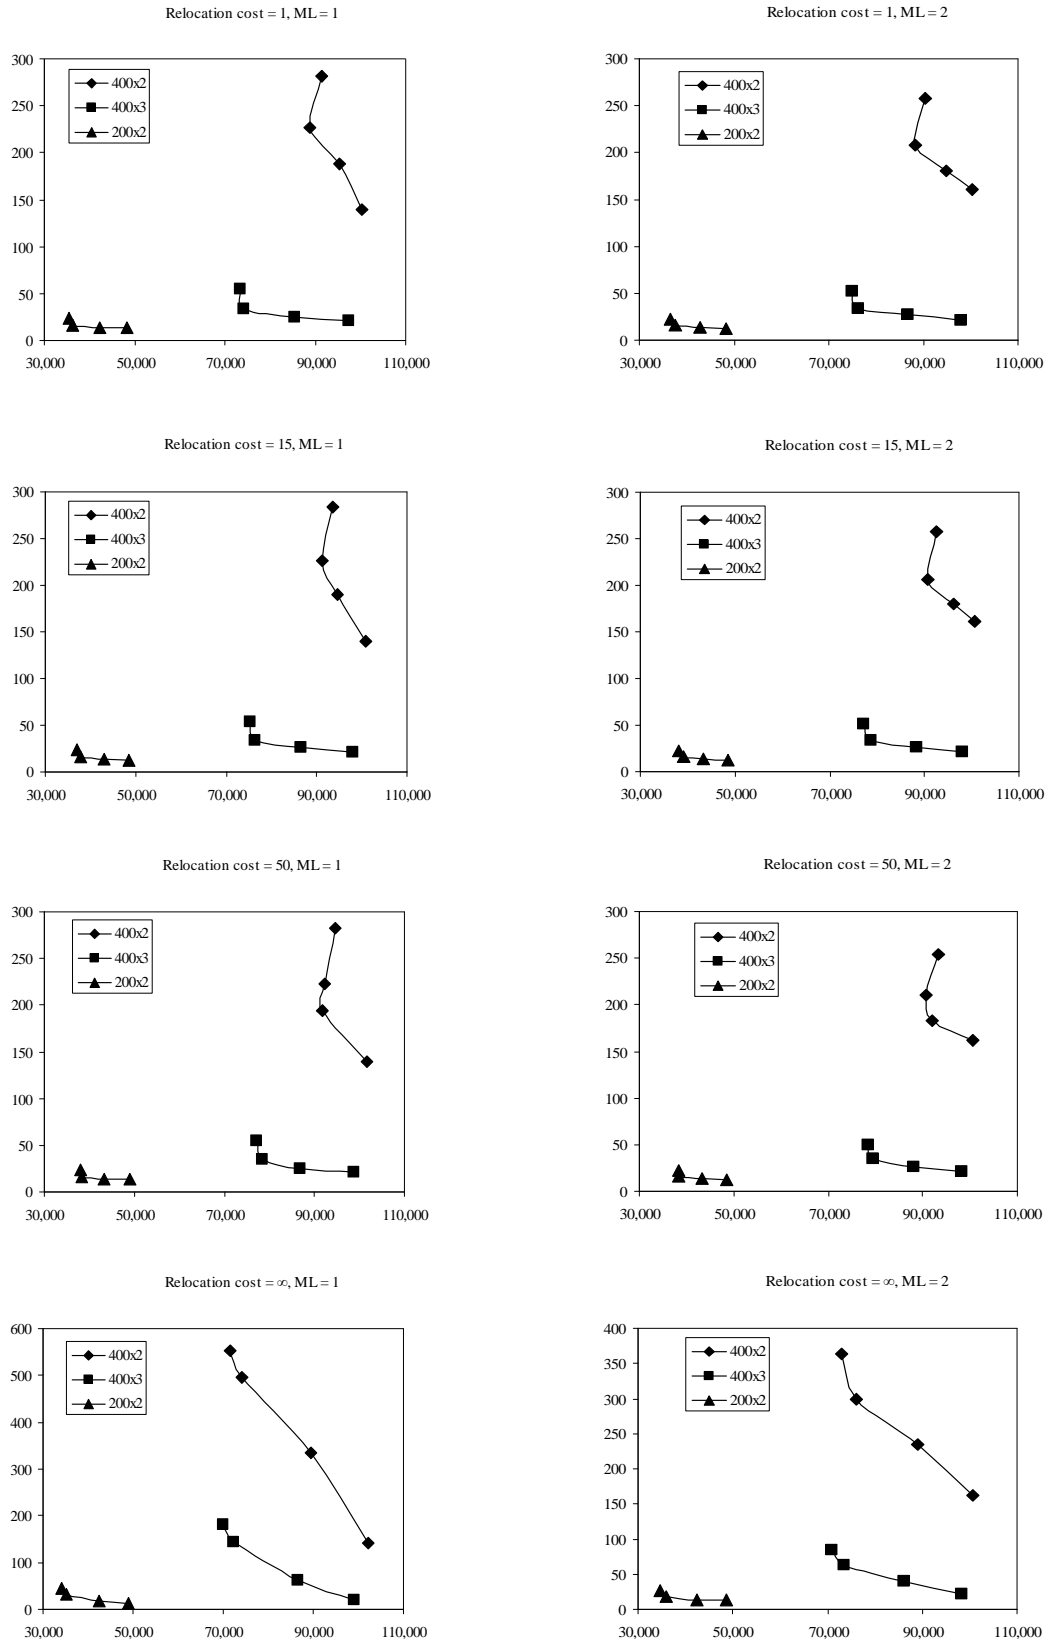 Relocation cost = 1, ML = 1
300
250
200
150
100
50
0
30,000 50,000 70,000 90,000 110,000
400x2
400x3
200x2
Relocation cost = 1, ML = 2
300
250
200
150
100
50
0
30,000 50,000 70,000 90,000 110,000
400x2
400x3
200x2
Relocation cost = 15, ML = 1
300
250
200
150
100
50
0
30,000 50,000 70,000 90,000 110,000
400x2
400x3
200x2
Relocation cost = 15, ML = 2
300
250
200
150
100
50
0
30,000 50,000 70,000 90,000 110,000
400x2
400x3
200x2
Relocation cost = 50, ML = 1
300
250
200
150
100
50
0
30,000 50,000 70,000 90,000 110,000
400x2
400x3
200x2
Relocation cost = 50, ML = 2
300
250
200
150
100
50
0
30,000 50,000 70,000 90,000 110,000
400x2
400x3
200x2
Relocation cost = ∞, ML = 1
600
500
400
300
200
100
0
30,000 50,000 70,000 90,000 110,000
400x2
400x3
200x2
Relocation cost = ∞, ML = 2
400
350
300
250
200
150
100
50
0
30,000 50,000 70,000 90,000 110,000
400x2
400x3
200x2